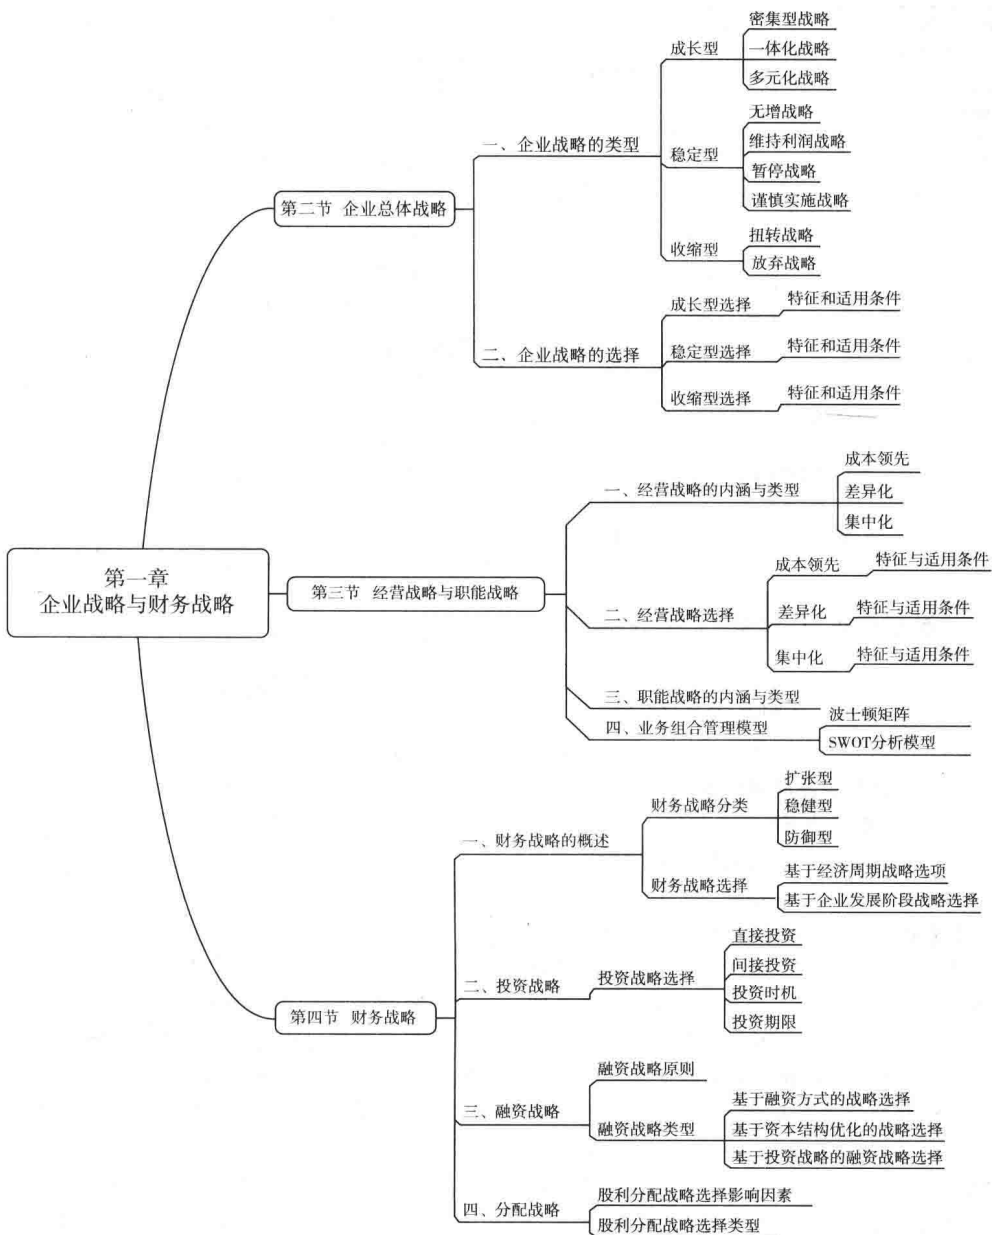 第一章
企业战略与财务战略
第二节 企业总体战略
一、企业战略的类型
成长型
密集型战略
一体化战略
多元化战略
稳定型
无增战略
维持利润战略
暂停战略
谨慎实施战略
收缩型
扭转战略
放弃战略
二、企业战略的选择
成长型选择
特征和适用条件
稳定型选择
特征和适用条件
收缩型选择
特征和适用条件
第三节 经营战略与职能战略
一、经营战略的内涵与类型
成本领先
差异化
集中化
二、经营战略选择
成本领先
特征与适用条件
差异化
特征与适用条件
集中化
特征与适用条件
三、职能战略的内涵与类型
四、业务组合管理模型
波士顿矩阵
SWOT分析模型
第四节 财务战略
一、财务战略的概述
财务战略分类
扩张型
稳健型
防御型
财务战略选择
基于经济周期战略选项
基于企业发展阶段战略选择
二、投资战略
投资战略选择
直接投资
间接投资
投资时机
投资期限
三、融资战略
融资战略原则
融资战略类型
基于融资方式的战略选择
基于资本结构优化的战略选择
基于投资战略的融资战略选择
四、分配战略
股利分配战略选择影响因素
股利分配战略选择类型